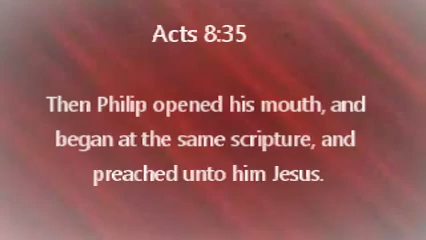 Acts 8:35
Then Philip opened his mouth, and
began at the same scripture, and
preached unto him Jesus.